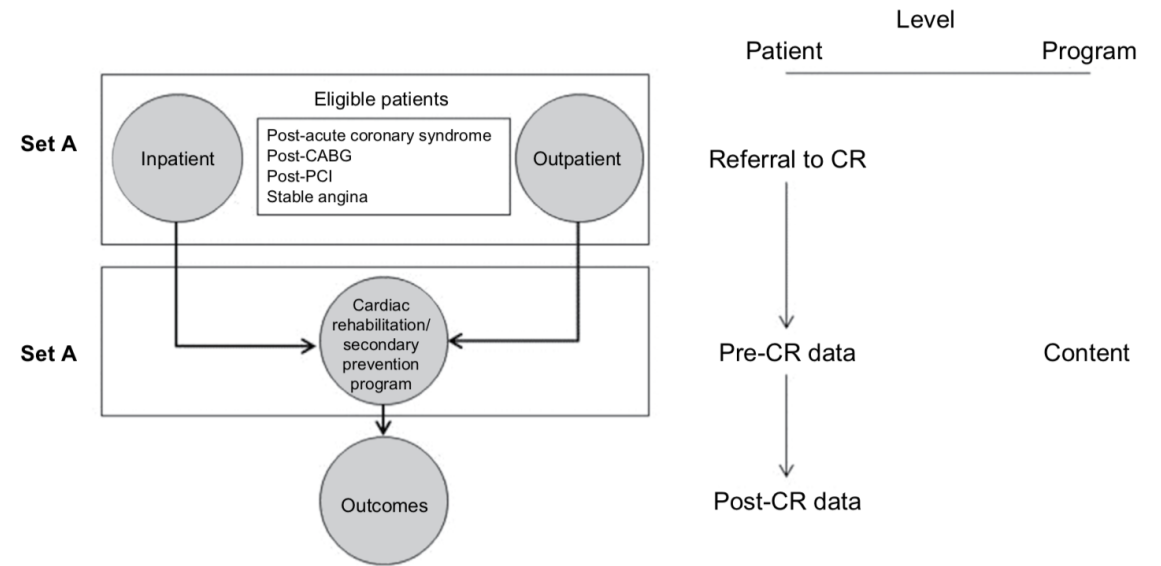 Level
Patient Program
Set A
Eligible patients
Inpatient
Post-acute coronary syndrome
Post-CABG
Post-PCI
Stable angina
Outpatient
Referral to CR
Set A
Cardiac
rehabilitation/
secondary
prevention
program
Pre-CR data
Content
Outcomes
Post-CR data